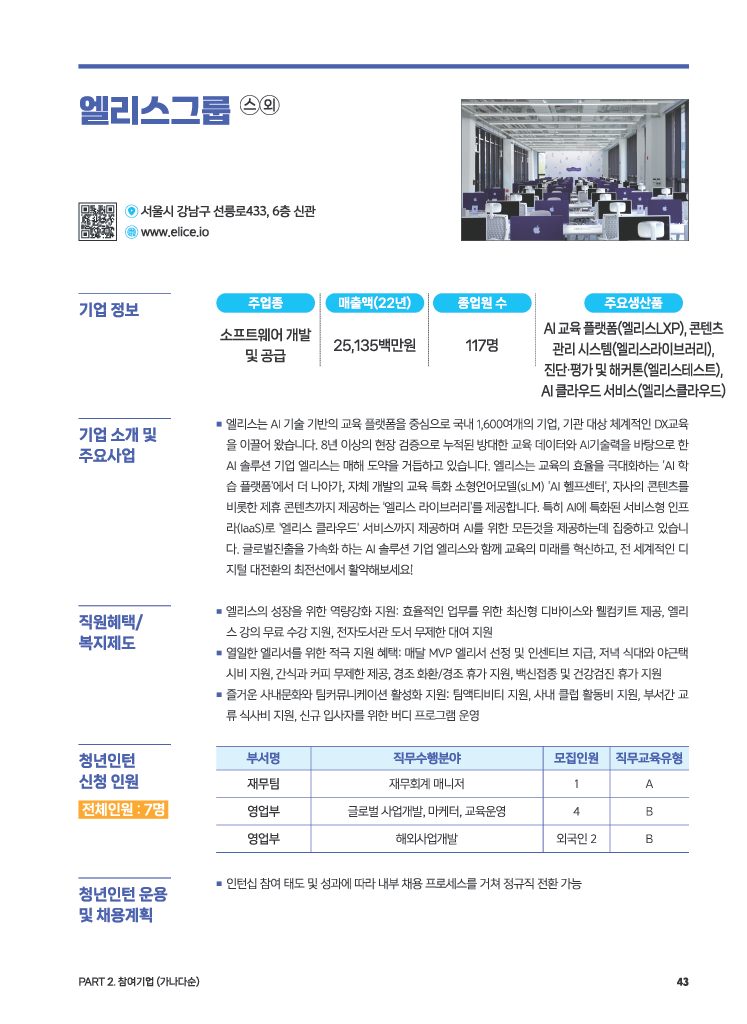 엘리스그룹 스 외
서울시 강남구 선릉로433, 6층 신관
www.elice.io
기업 정보
주업종
매출액(22년)
종업원 수
주요생산품
소프트웨어 개발
및 공급
25,135백만원
117명
AI 교육 플랫폼(엘리스LXP), 콘텐츠
관리 시스템(엘리스라이브러리),
진단·평가 및 해커톤(엘리스테스트),
AI 클라우드 서비스(엘리스클라우드)
기업 소개 및
주요사업
■ 엘리스는 AI 기술 기반의 교육 플랫폼을 중심으로 국내 1,600여개의 기업, 기관 대상 체계적인 DX교육
을 이끌어 왔습니다. 8년 이상의 현장 검증으로 누적된 방대한 교육 데이터와 AI기술력을 바탕으로 한
AI 솔루션 기업 엘리스는 매해 도약을 거듭하고 있습니다. 엘리스는 교육의 효율을 극대화하는 'AI 학
습 플랫폼'에서 더 나아가, 자체 개발의 교육 특화 소형언어모델(sLM) 'AI 헬프센터', 자사의 콘텐츠를
비롯한 제휴 콘텐츠까지 제공하는 '엘리스 라이브러리'를 제공합니다. 특히 AI에 특화된 서비스형 인프
라(IaaS)로 '엘리스 클라우드' 서비스까지 제공하며 AI를 위한 모든것을 제공하는데 집중하고 있습니
다. 글로벌진출을 가속화 하는 AI 솔루션 기업 엘리스와 함께 교육의 미래를 혁신하고, 전 세계적인 디
지털 대전환의 최전선에서 활약해보세요!
직원혜택/
복지제도
■ 엘리스의 성장을 위한 역량강화 지원: 효율적인 업무를 위한 최신형 디바이스와 웰컴키트 제공, 엘리
스 강의 무료 수강 지원, 전자도서관 도서 무제한 대여 지원
■ 열일한 엘리서를 위한 적극 지원 혜택: 매달 MVP 엘리서 선정 및 인센티브 지급, 저녁 식대와 야근택
시비 지원, 간식과 커피 무제한 제공, 경조 화환/경조 휴가 지원, 백신접종 및 건강검진 휴가 지원
■ 즐거운 사내문화와 팀커뮤니케이션 활성화 지원: 팀액티비티 지원, 사내 클럽 활동비 지원, 부서간 교
류 식사비 지원, 신규 입사자를 위한 버디 프로그램 운영
청년인턴
신청 인원
전체인원 : 7명
부서명 직무수행분야 모집인원 직무교육유형
재무팀 재무회계 매니저 1 A
영업부 글로벌 사업개발, 마케터, 교육운영 4 B
영업부 해외사업개발 외국인 2 B
청년인턴 운용
및 채용계획
■ 인턴십 참여 태도 및 성과에 따라 내부 채용 프로세스를 거쳐 정규직 전환 가능
PART 2. 참여기업 (가나다순)
43